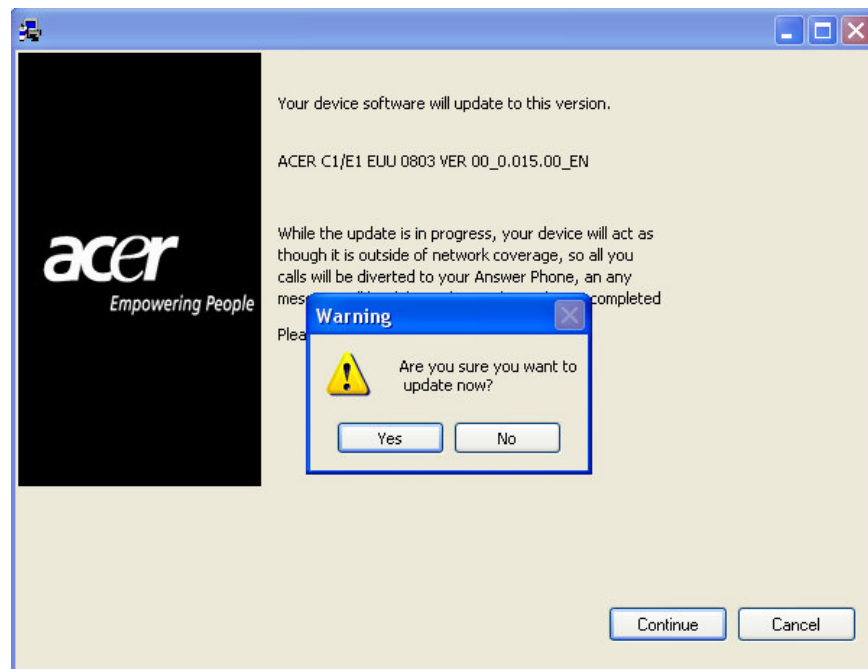 Your device software will update to this version.
ACER C1/E1 EUU 0803 VER 00_0.015.00_EN
While the update is in progress, your device will act as
though it is outside of network coverage, so all you
calls will be diverted to your Answer Phone, an any
completed
acer
Empowering People
Warning
Are you sure you want to
update now?
Yes
No
Continue
Cancel